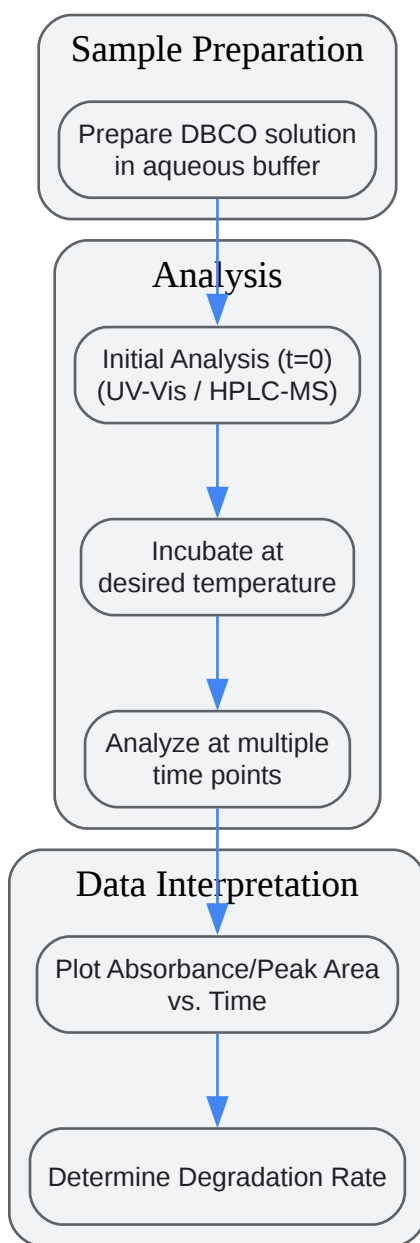 Sample Preparation
Prepare DBCO solution
in aqueous buffer
Analysis
Initial Analysis (t=0)
(UV-Vis / HPLC-MS)
Incubate at
desired temperature
Analyze at multiple
time points
Data Interpretation
Plot Absorbance/Peak Area
vs. Time
Determine Degradation Rate